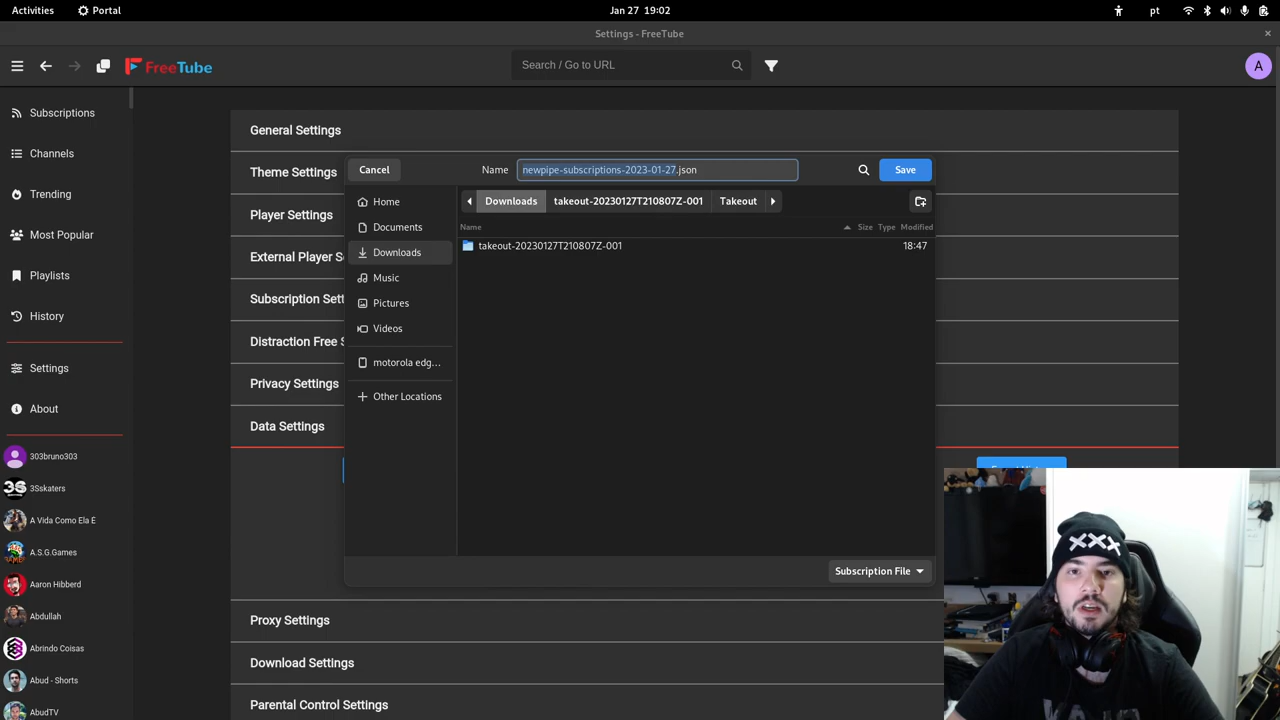 Activities
Portal
Jan 27 19:02
pt
Settings - FreeTube
FreeTube
Search / Go to URL
A
Subscriptions
Channels
Trending
Most Popular
Playlists
History
Settings
About
303bruno303
3Sskaters
A Vida Como Ela É
A.S.G.Games
Aaron Hibberd
Abdullah
Abrindo Coisas
Abud - Shorts
AbudTV
General Settings
Theme Settings
Player Settings
External Player S
Subscription Sett
Distraction Free S
Privacy Settings
Data Settings
Proxy Settings
Download Settings
Parental Control Settings
Cancel
Name
newpipe-subscriptions-2023-01-27.json
Save
Home
Documents
Downloads
Music
Pictures
Videos
motorola edg...
Other Locations
Downloads
takeout-20230127T210807Z-001
Takeout
Name
Size
Type
Modified
takeout-20230127T210807Z-001
18:47
Subscription File
XXX